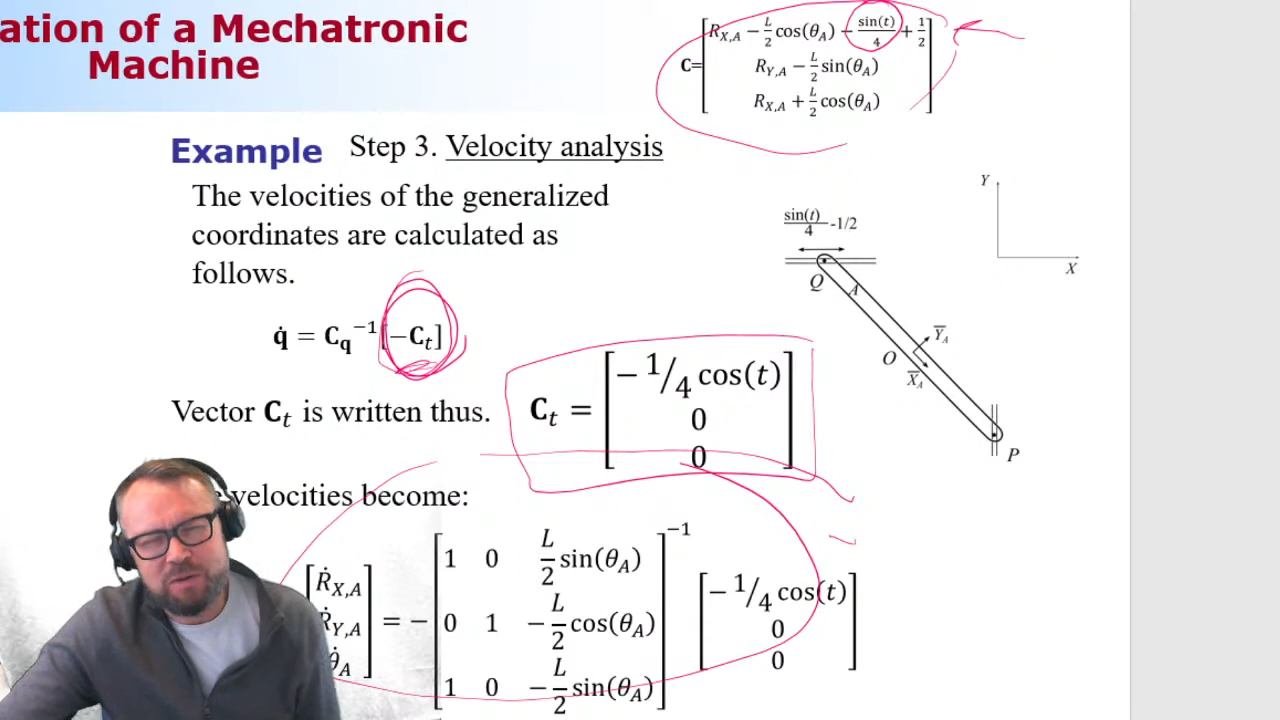 ation of a Mechatronic
Machine
C=[R_{X,A} − L/2 cos(θ_A) − sin(t)/4 + 1/2
R_{Y,A} − L/2 sin(θ_A)
R_{X,A} + L/2 cos(θ_A)]
Example Step 3. Velocity analysis
The velocities of the generalized
coordinates are calculated as
follows.
q̇ = C_q⁻¹[−C_t]
Vector C_t is written thus.
C_t = [−1/4 cos(t)
0
0]
velocities become:
[Ṙ_{X,A}
Ṙ_{Y,A}
θ̇_A] = −[1 0 L/2 sin(θ_A)
0 1 −L/2 cos(θ_A)
1 0 −L/2 sin(θ_A)]⁻¹ [−1/4 cos(t)
0
0]
Y
X
sin(t)/4 -1/2
Q
A
Y̅_A
O
X̅_A
P